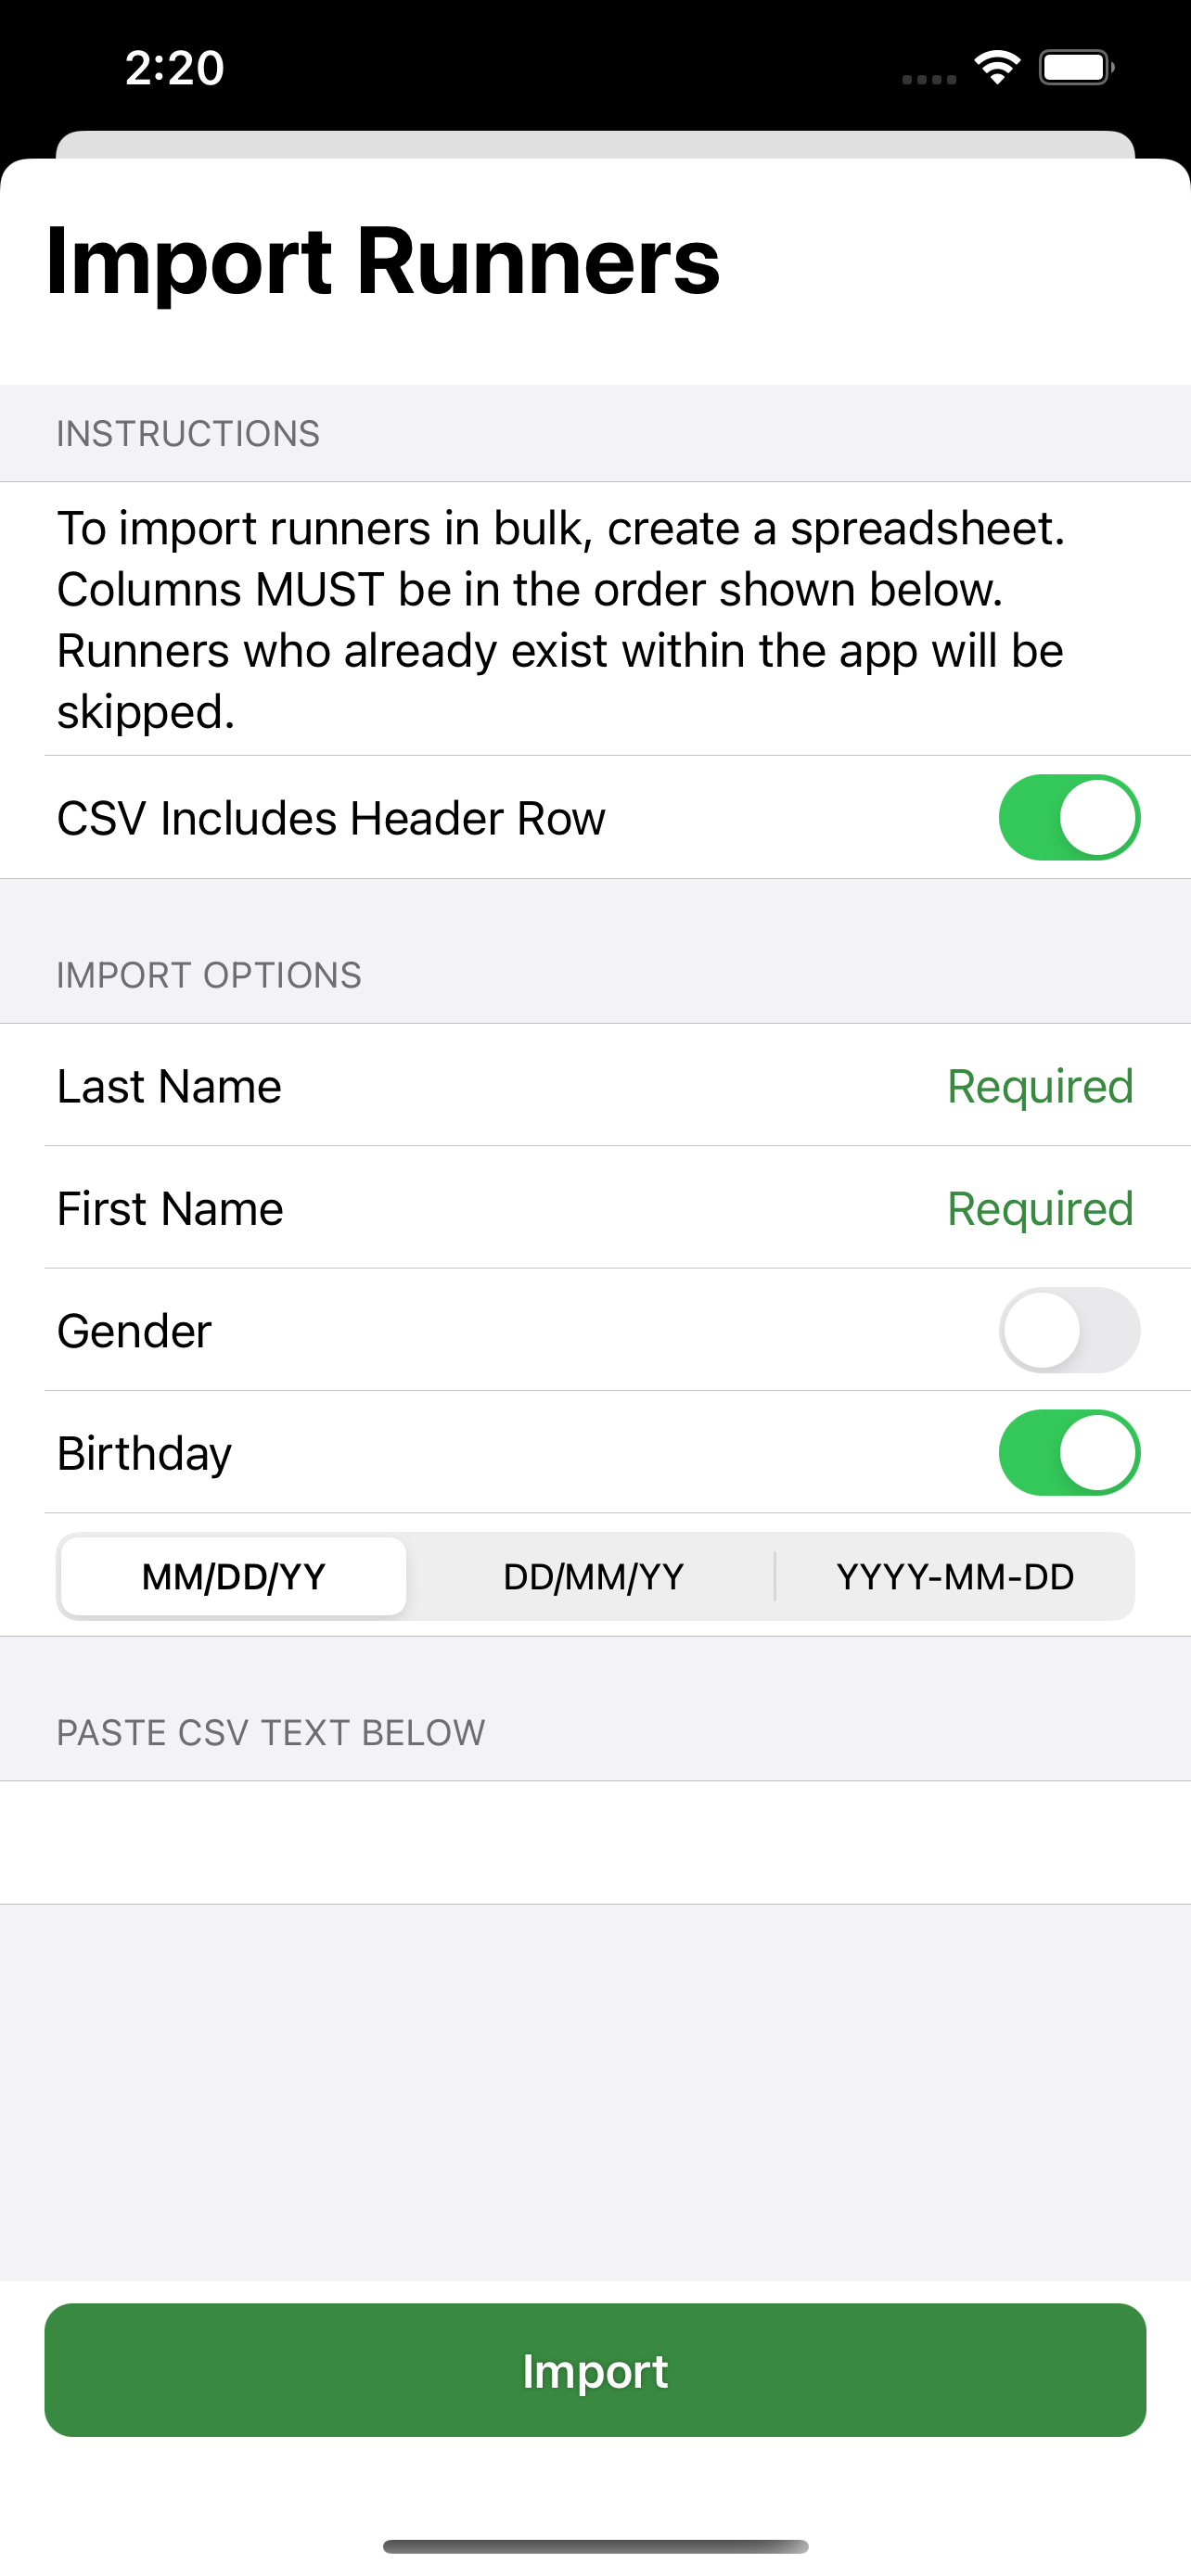 2:20
Import Runners
INSTRUCTIONS
To import runners in bulk, create a spreadsheet.
Columns MUST be in the order shown below.
Runners who already exist within the app will be
skipped.
CSV Includes Header Row
IMPORT OPTIONS
Last Name Required
First Name Required
Gender
Birthday
MM/DD/YY DD/MM/YY YYYY-MM-DD
PASTE CSV TEXT BELOW
Import